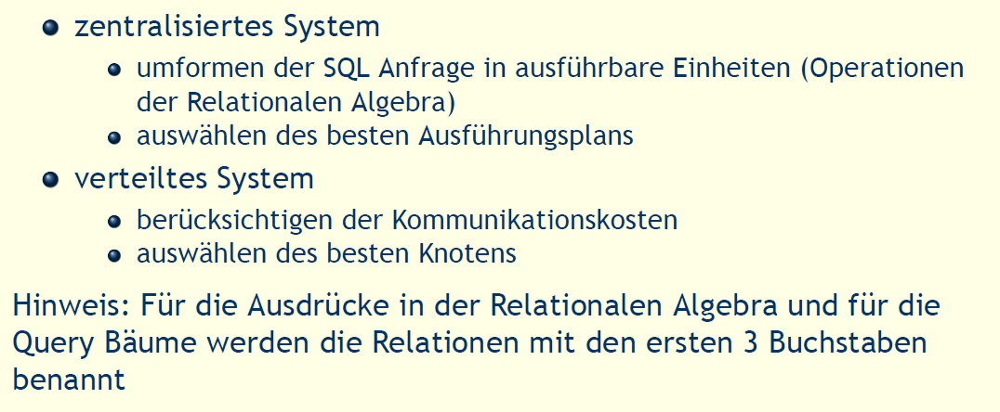 zentralisiertes System
umformen der SQL Anfrage in ausführbare Einheiten (Operationen
der Relationalen Algebra)
auswählen des besten Ausführungsplans
verteiltes System
berücksichtigen der Kommunikationskosten
auswählen des besten Knotens
Hinweis: Für die Ausdrücke in der Relationalen Algebra und für die
Query Bäume werden die Relationen mit den ersten 3 Buchstaben
benannt